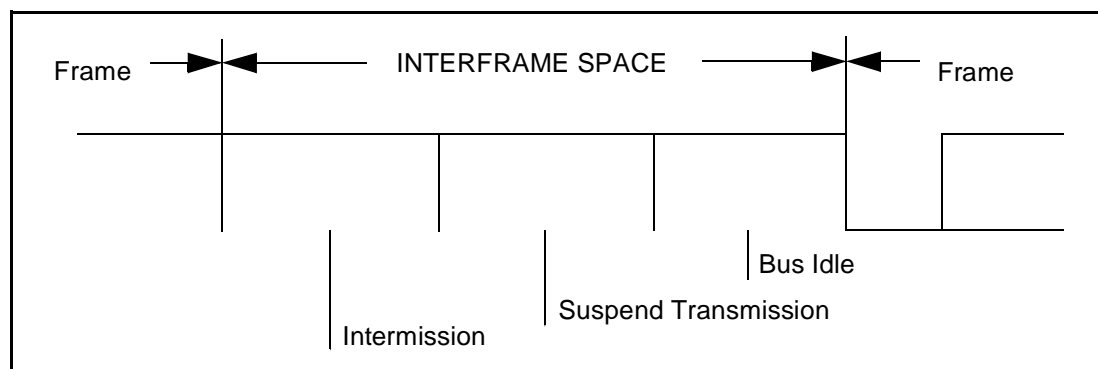 Frame
INTERFRAME SPACE
Frame
Bus Idle
Suspend Transmission
Intermission